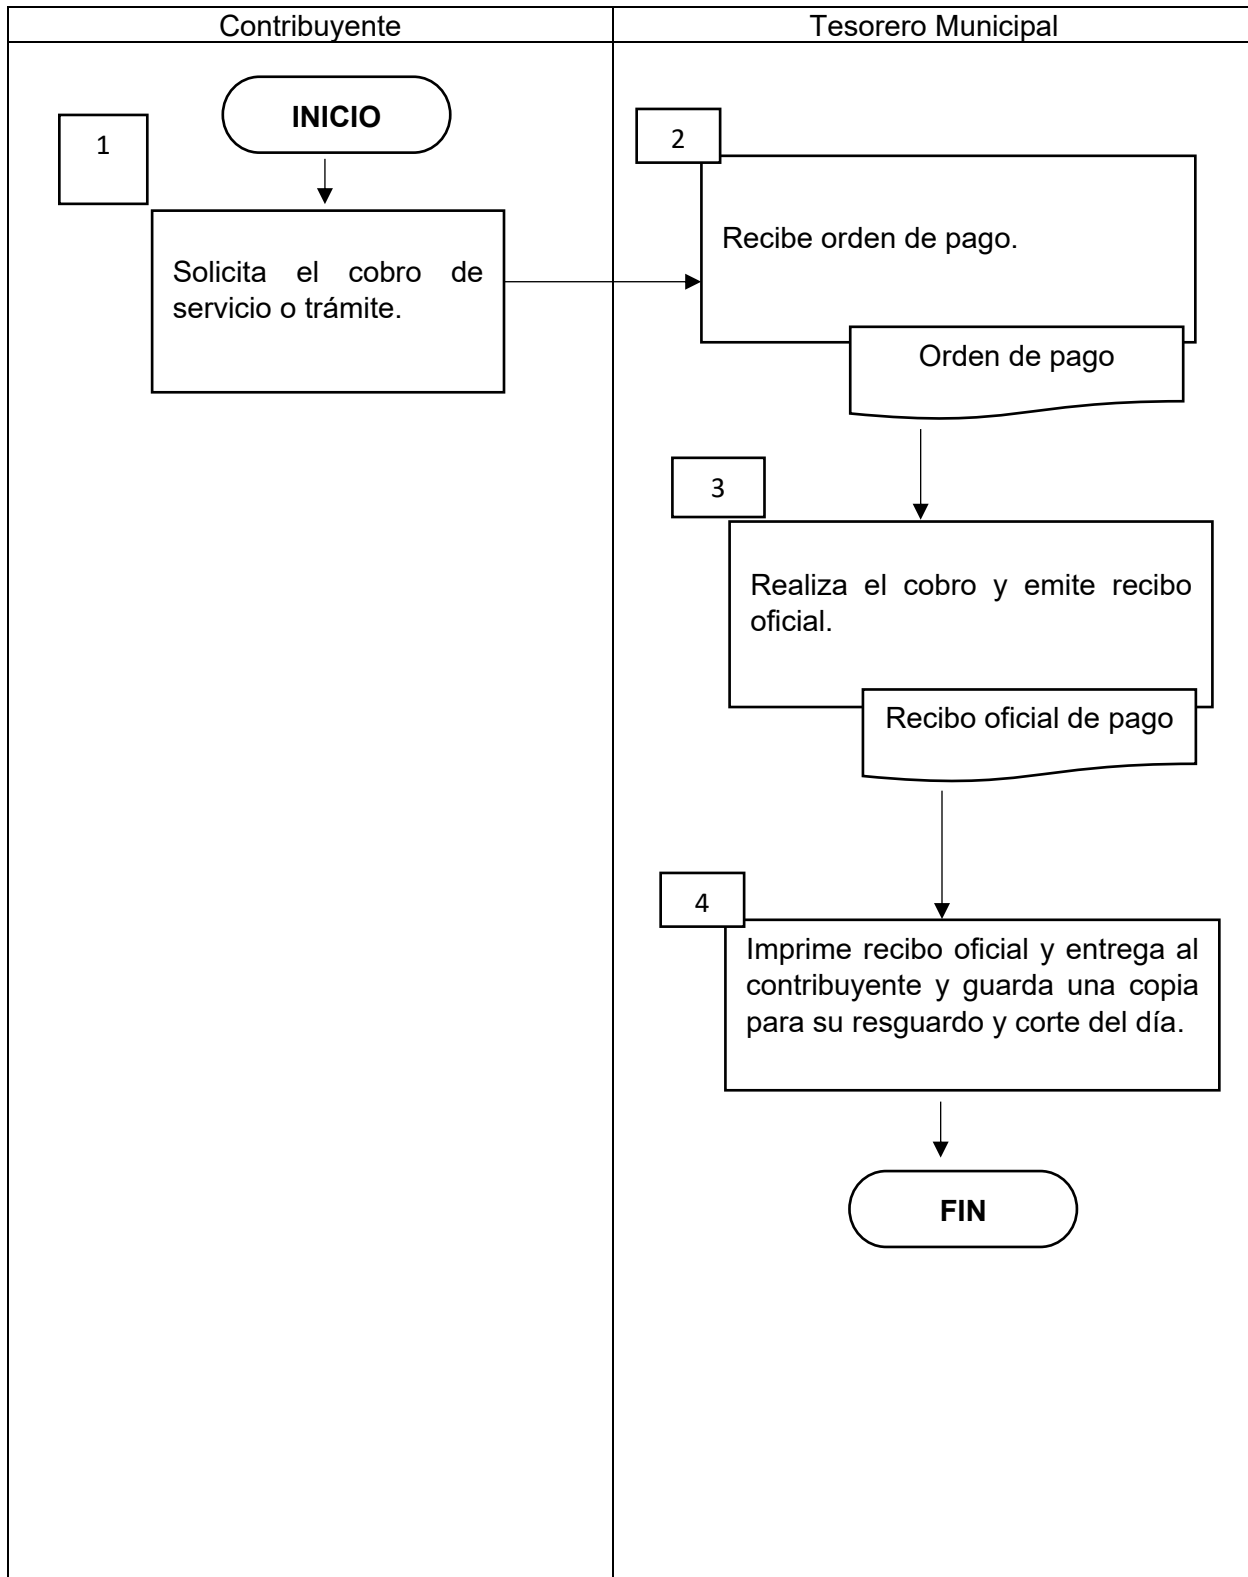 Contribuyente
Tesorero Municipal
INICIO
1
Solicita el cobro de
servicio o trámite.
2
Recibe orden de pago.
Orden de pago
3
Realiza el cobro y emite recibo
oficial.
Recibo oficial de pago
4
Imprime recibo oficial y entrega al
contribuyente y guarda una copia
para su resguardo y corte del día.
FIN